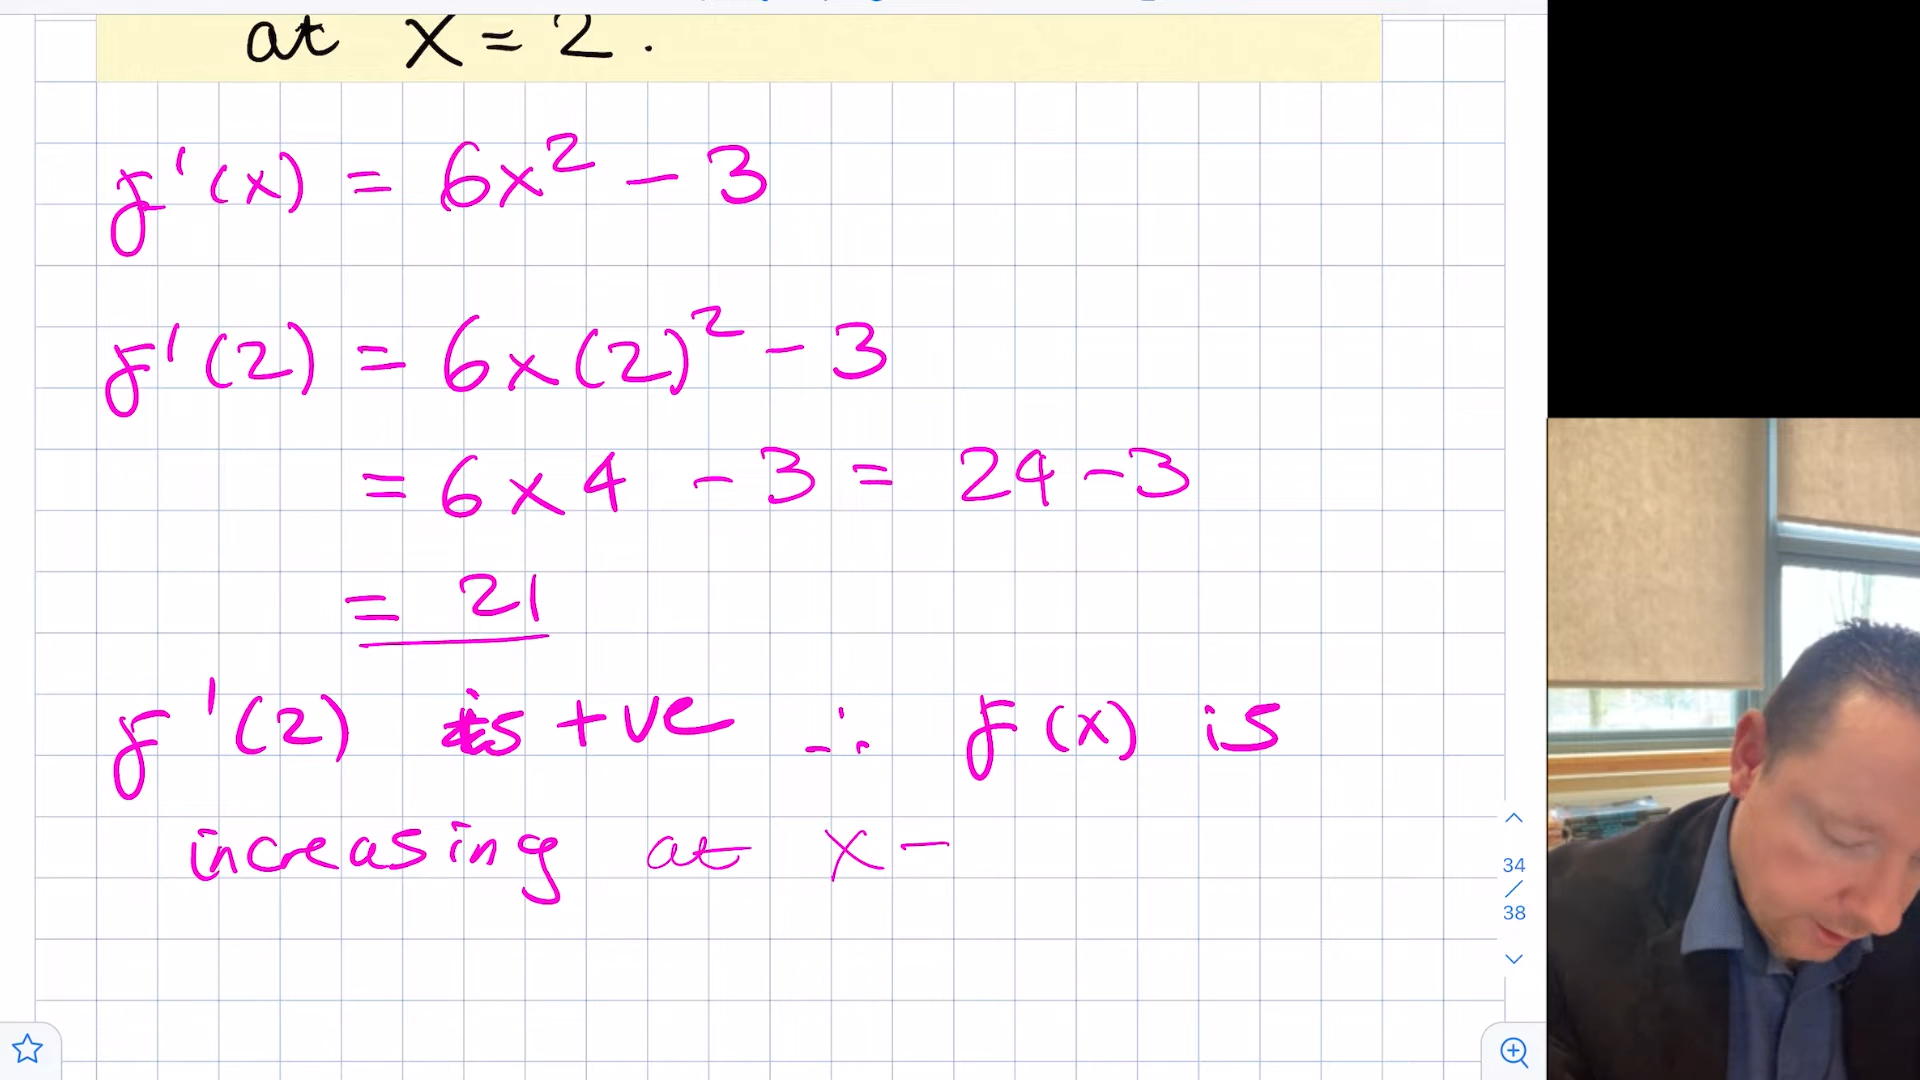 at x = 2.
f'(x) = 6x² - 3
f'(2) = 6x(2)² - 3
= 6 x 4 - 3 = 24 - 3
= 21
f'(2) is +ve ∴ f(x) is
increasing at x -
34
/
38